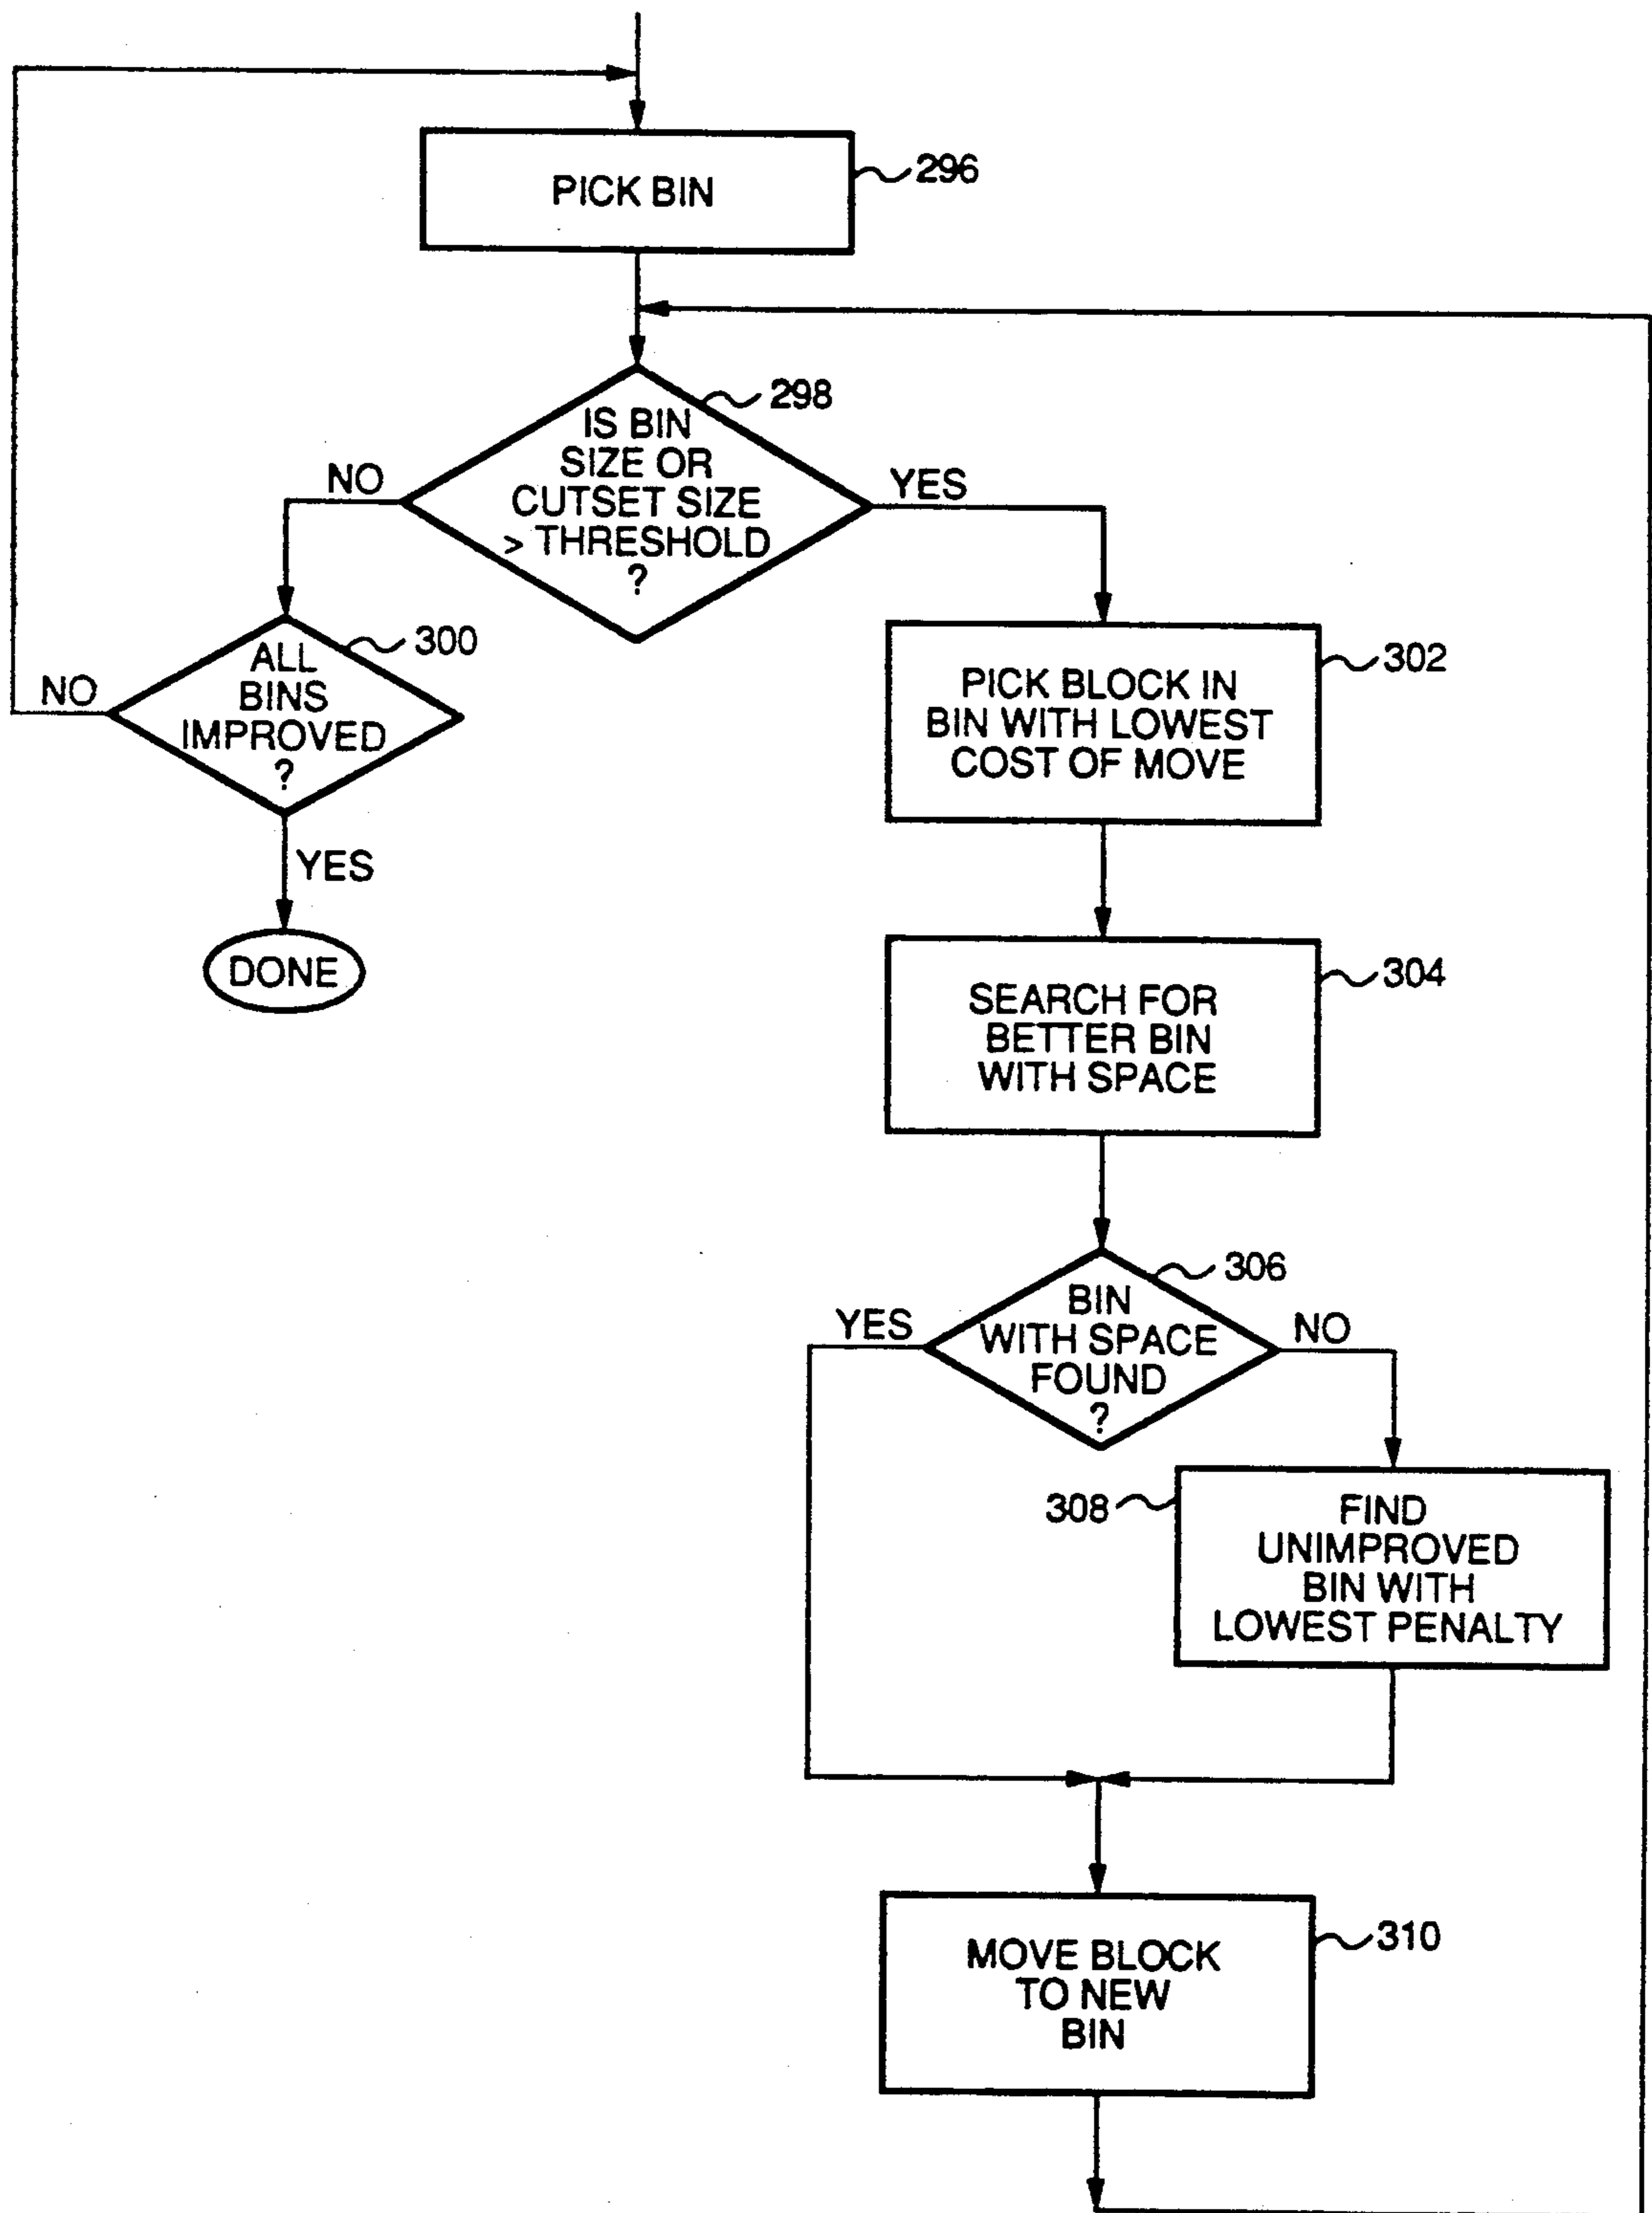 PICK BIN
296
298
IS BIN
SIZE OR
CUTSET SIZE
> THRESHOLD
?
NO
YES
300
ALL
BINS
IMPROVED
?
NO
YES
DONE
302
PICK BLOCK IN
BIN WITH LOWEST
COST OF MOVE
304
SEARCH FOR
BETTER BIN
WITH SPACE
306
BIN
WITH SPACE
FOUND
?
YES
NO
308
FIND
UNIMPROVED
BIN WITH
LOWEST PENALTY
310
MOVE BLOCK
TO NEW
BIN